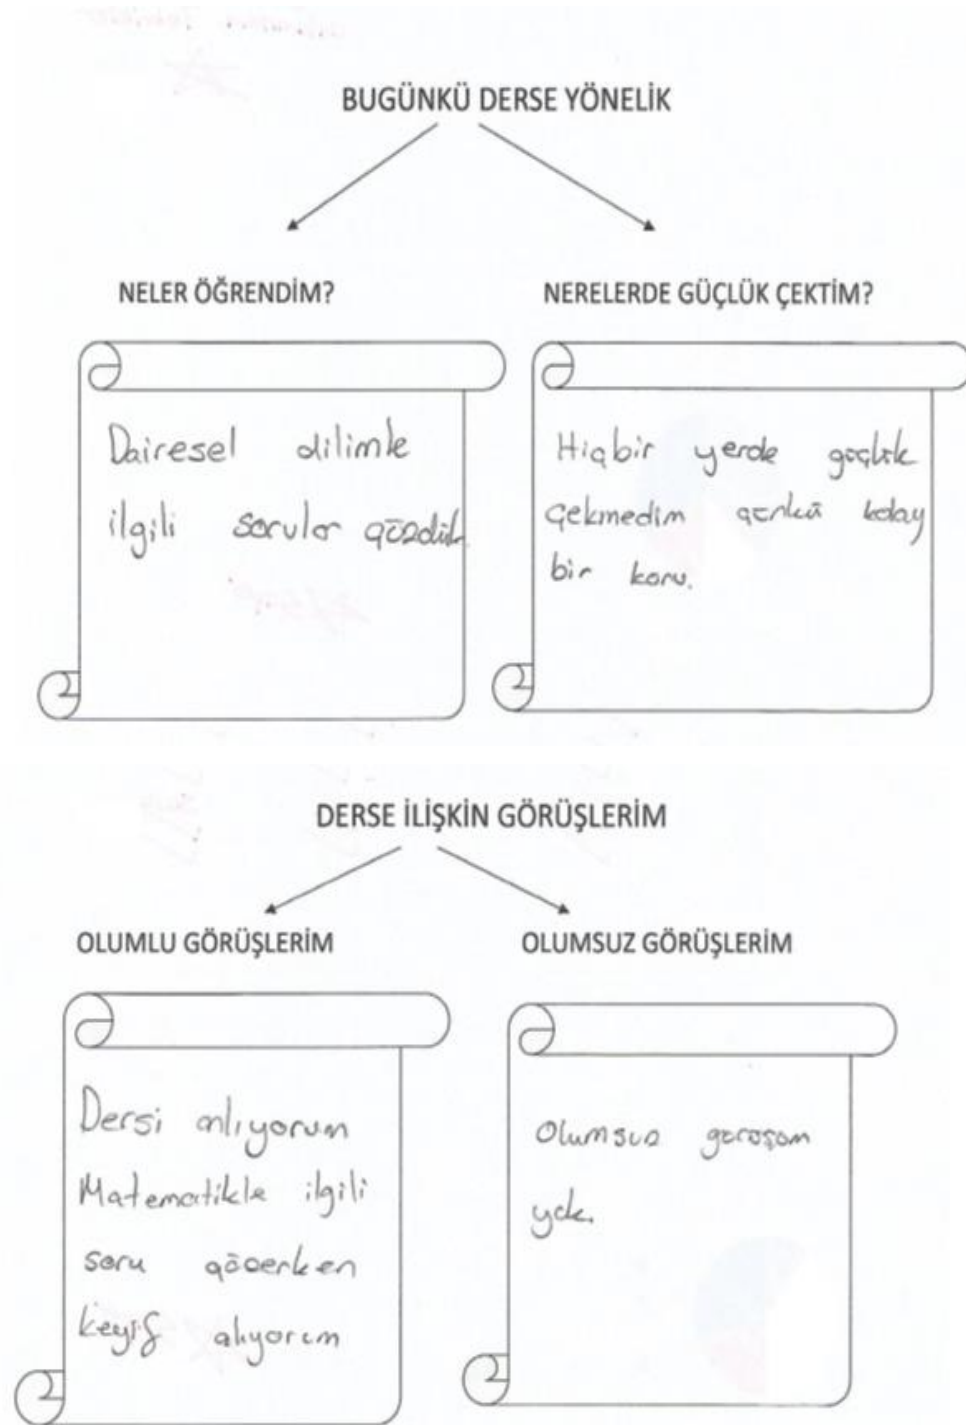 BUGÜNKÜ DERSE YÖNELİK
NELER ÖĞRENDİM?
Dairesel dilimle
ilgili sorular çözdük.
NERELERDE GÜÇLÜK ÇEKTİM?
Hiçbir yerde güçlük
çekmedim çünkü kolay
bir konu.
DERSE İLİŞKİN GÖRÜŞLERİM
OLUMLU GÖRÜŞLERİM
Dersi anlıyorum
Matematikle ilgili
soru çözerken
keyif alıyorum
OLUMSUZ GÖRÜŞLERİM
Olumsuz görüşüm
yok.